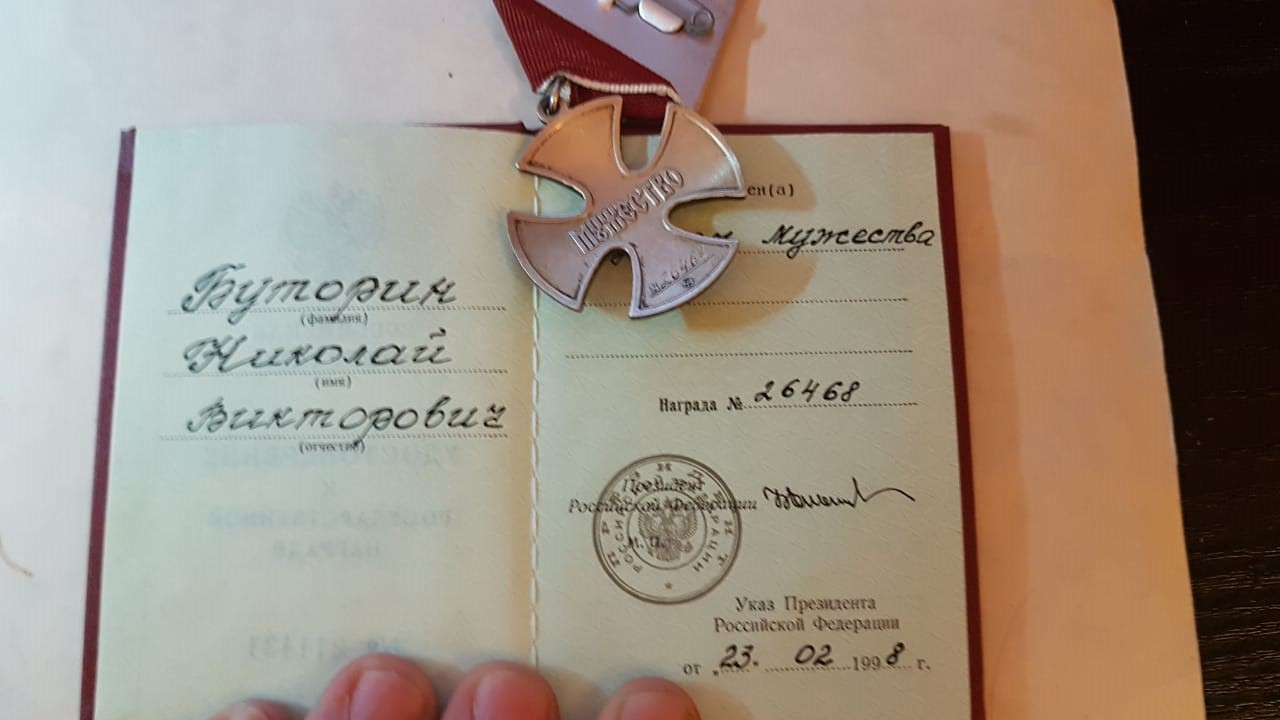 Буторин
(фамилия)
Николай
(имя)
Викторович
(отчество)
МУЖЕСТВО
№26468
ен(а)
мужества
Награда № 26468
Президент
Российской Федерации
М. П.
Указ Президента
Российской Федерации
от „23. 02 1998 г.